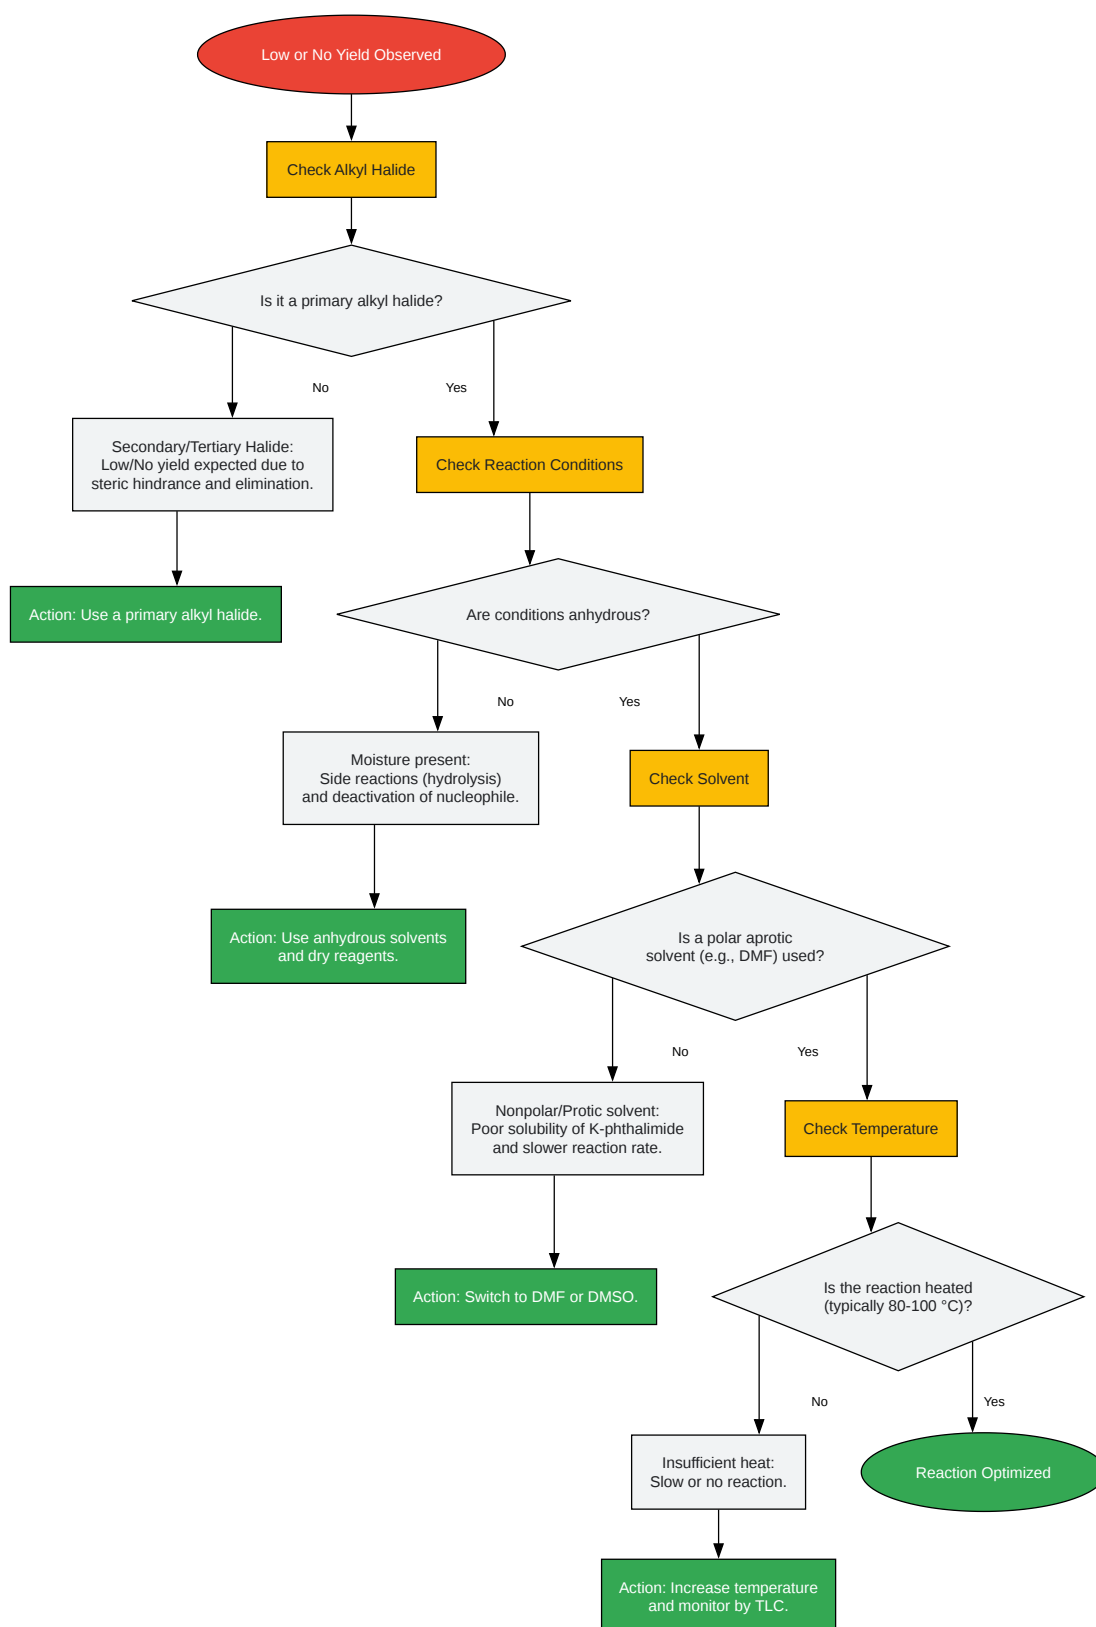 Low or No Yield Observed
Check Alkyl Halide
Is it a primary alkyl halide?
No
Yes
Secondary/Tertiary Halide:
Low/No yield expected due to
steric hindrance and elimination.
Check Reaction Conditions
Action: Use a primary alkyl halide.
Are conditions anhydrous?
No
Yes
Moisture present:
Side reactions (hydrolysis)
and deactivation of nucleophile.
Check Solvent
Action: Use anhydrous solvents
and dry reagents.
Is a polar aprotic
solvent (e.g., DMF) used?
No
Yes
Nonpolar/Protic solvent:
Poor solubility of K-phthalimide
and slower reaction rate.
Check Temperature
Action: Switch to DMF or DMSO.
Is the reaction heated
(typically 80-100 °C)?
No
Yes
Insufficient heat:
Slow or no reaction.
Reaction Optimized
Action: Increase temperature
and monitor by TLC.